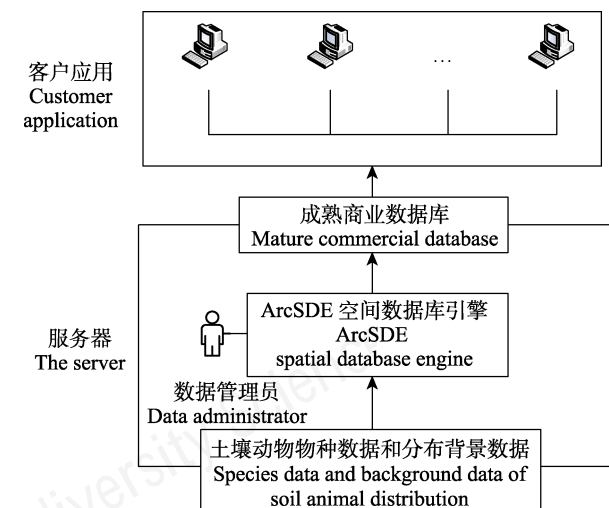 客户应用
Customer
application
…
成熟商业数据库
Mature commercial database
ArcSDE 空间数据库引擎
ArcSDE
spatial database engine
服务器
The server
数据管理员
Data administrator
土壤动物物种数据和分布背景数据
Species data and background data of
soil animal distribution